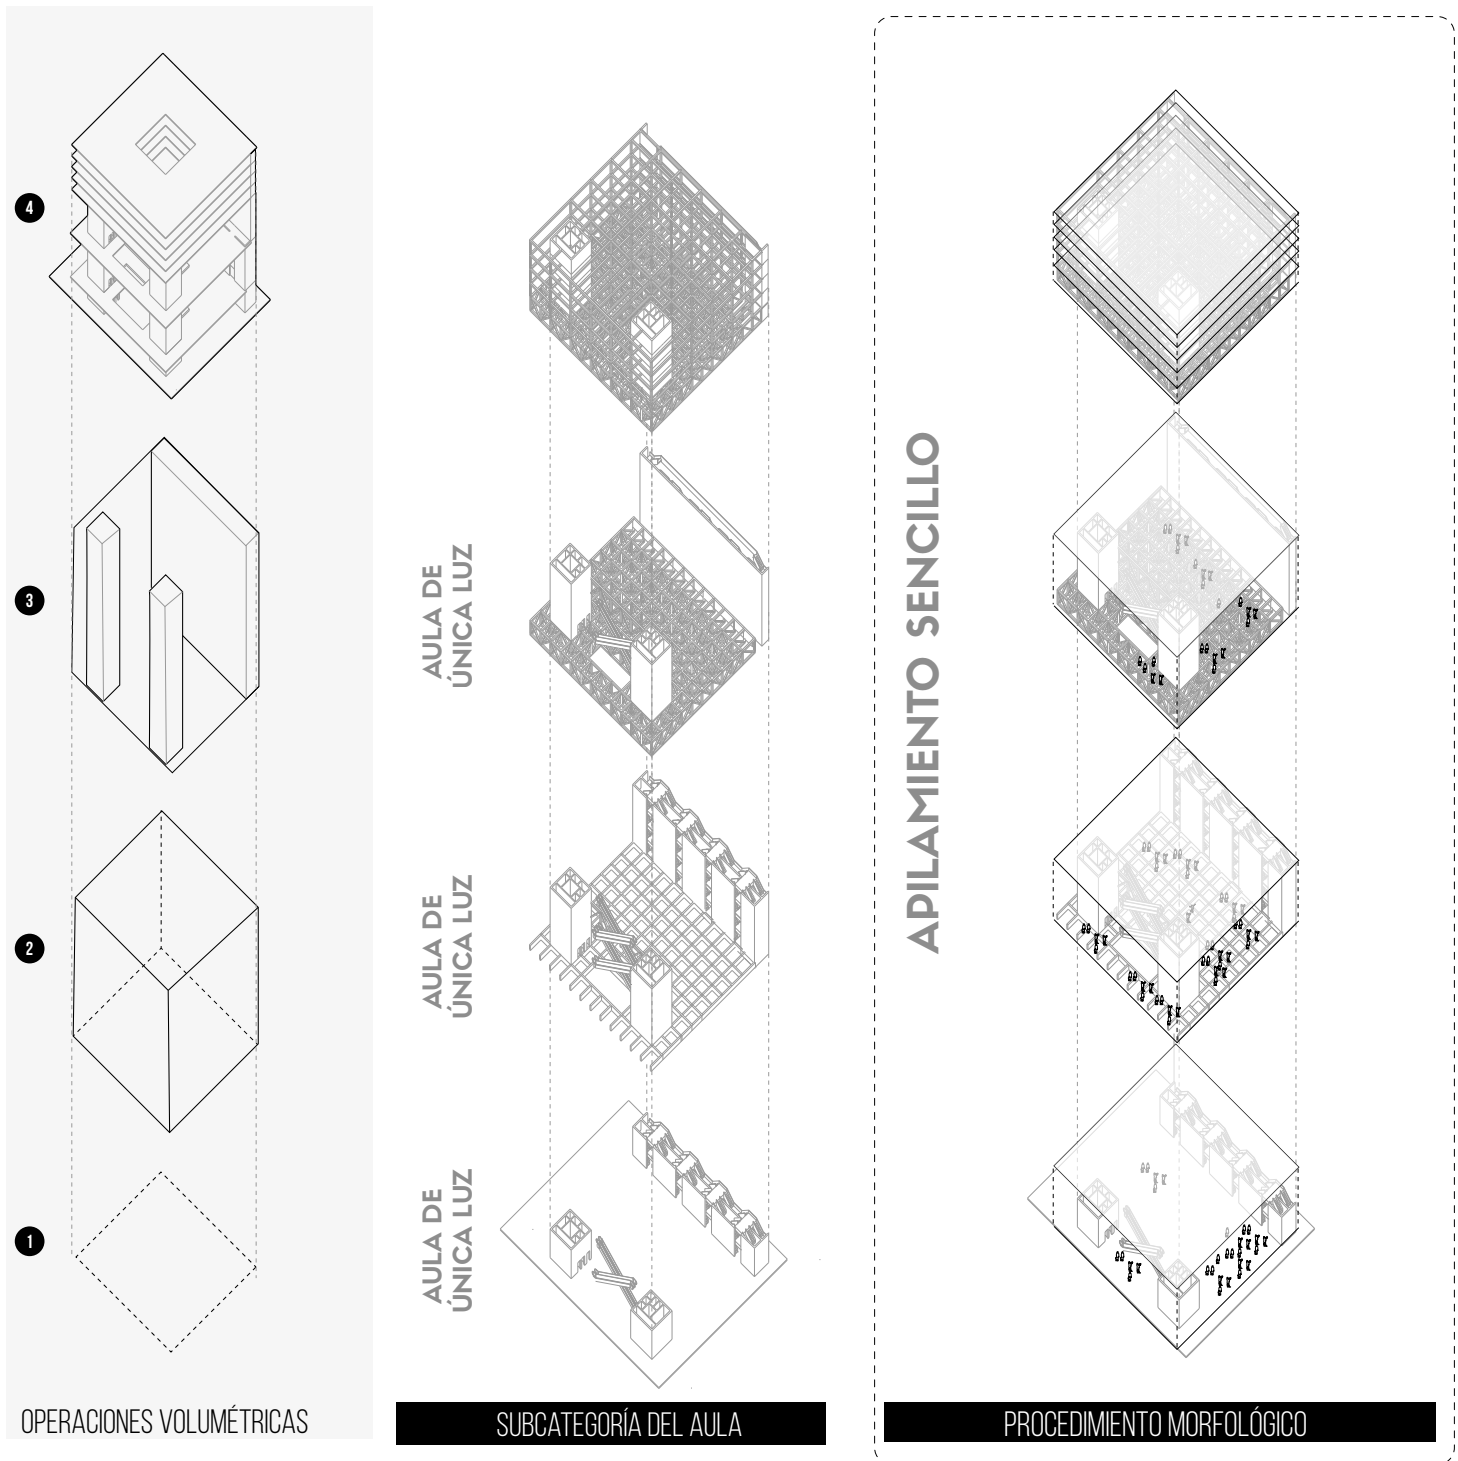 4
3
2
1
OPERACIONES VOLUMÉTRICAS
AULA DE
ÚNICA LUZ
AULA DE
ÚNICA LUZ
AULA DE
ÚNICA LUZ
SUBCATEGORÍA DEL AULA
APILAMIENTO SENCILLO
PROCEDIMIENTO MORFOLÓGICO